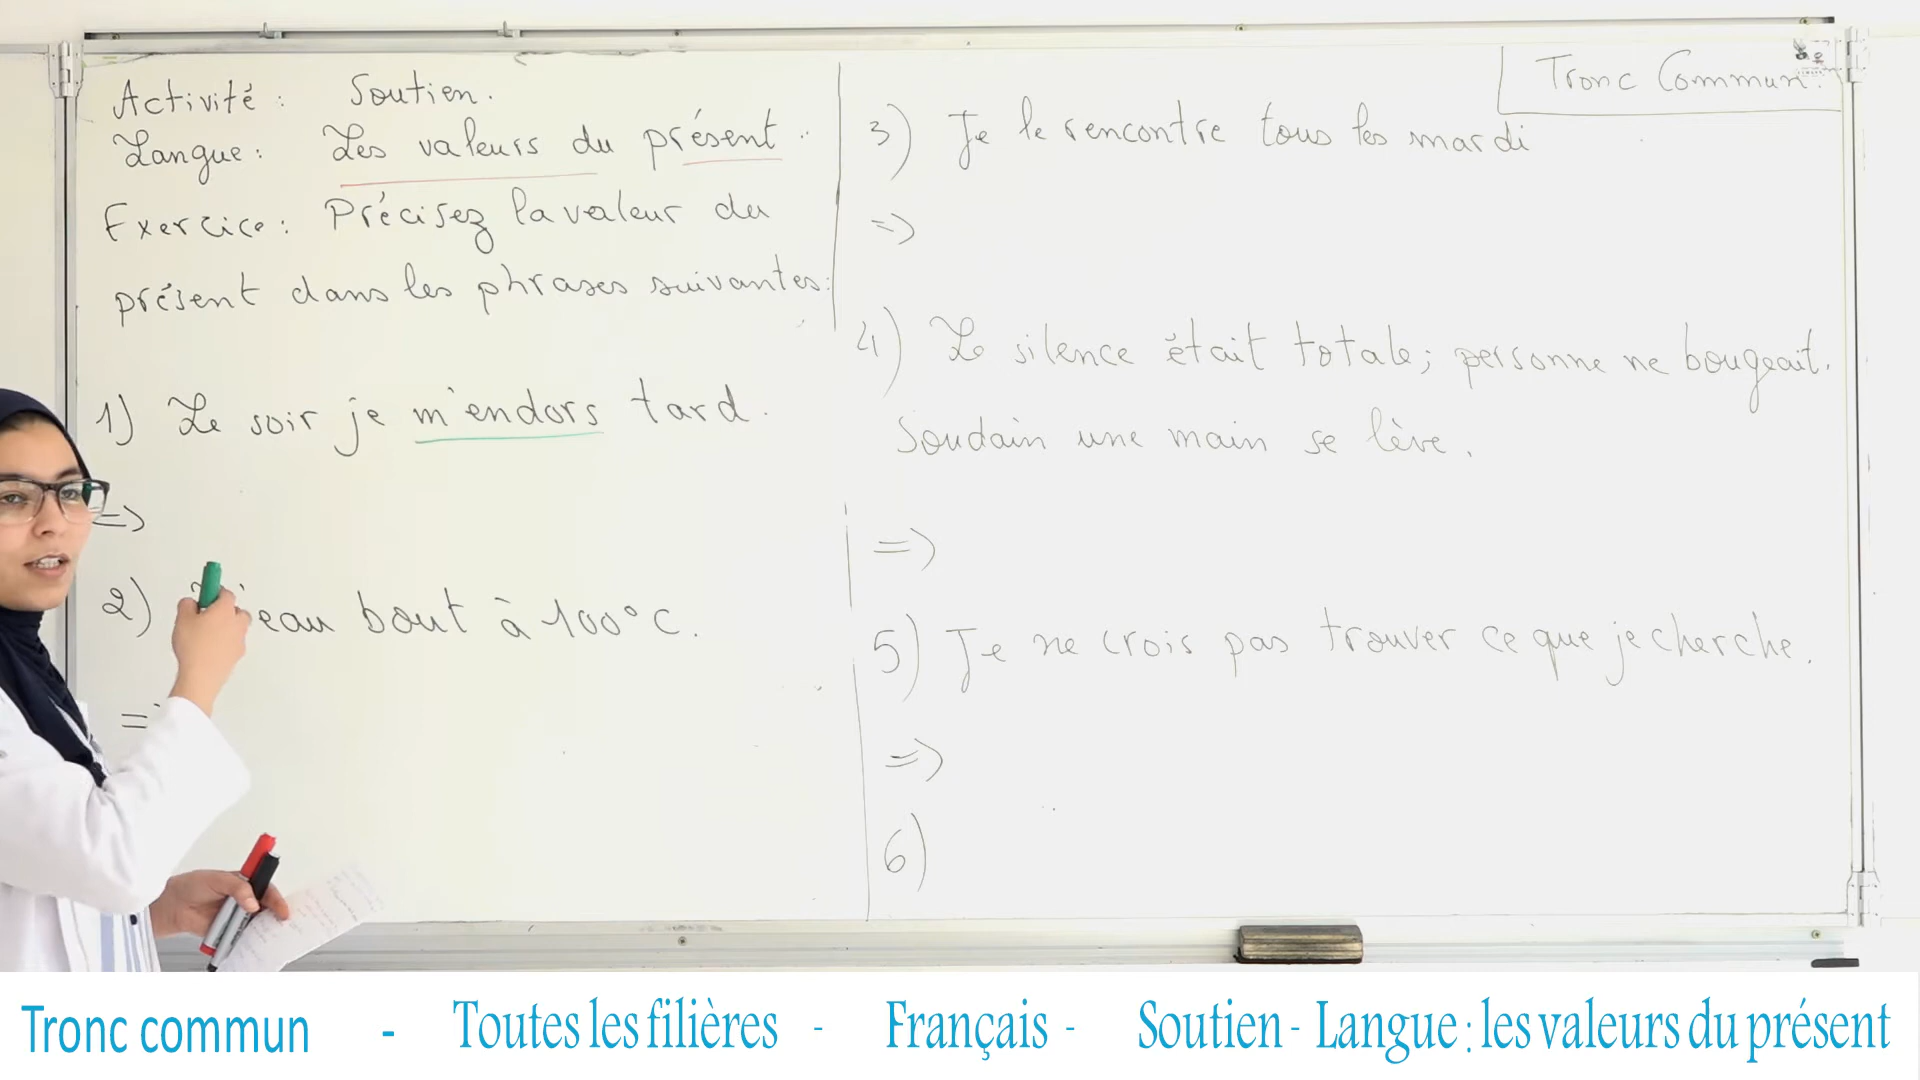 Activité : Soutien.
Langue : Les valeurs du présent.
Exercice : Précisez la valeur du
présent dans les phrases suivantes :
1) Le soir je m'endors tard.
=>
2) L'eau bout à 100°C.
=>
Tronc Commun.
3) Je le rencontre tous les mardi
=>
4) Le silence était totale; personne ne bougeait.
Soudain une main se lève.
=>
5) Je ne crois pas trouver ce que je cherche.
=>
6)
Tronc commun - Toutes les filières - Français - Soutien - Langue : les valeurs du présent